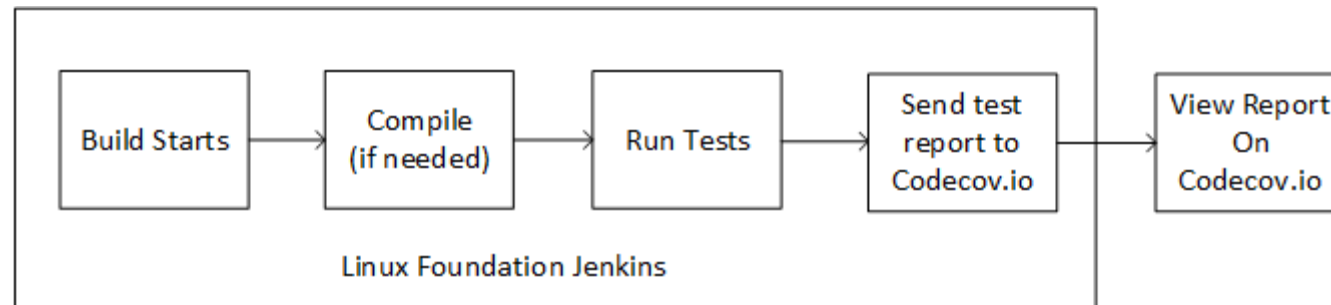 Build Starts
Compile
(if needed)
Run Tests
Send test
report to
Codecov.io
View Report
On
Codecov.io
Linux Foundation Jenkins